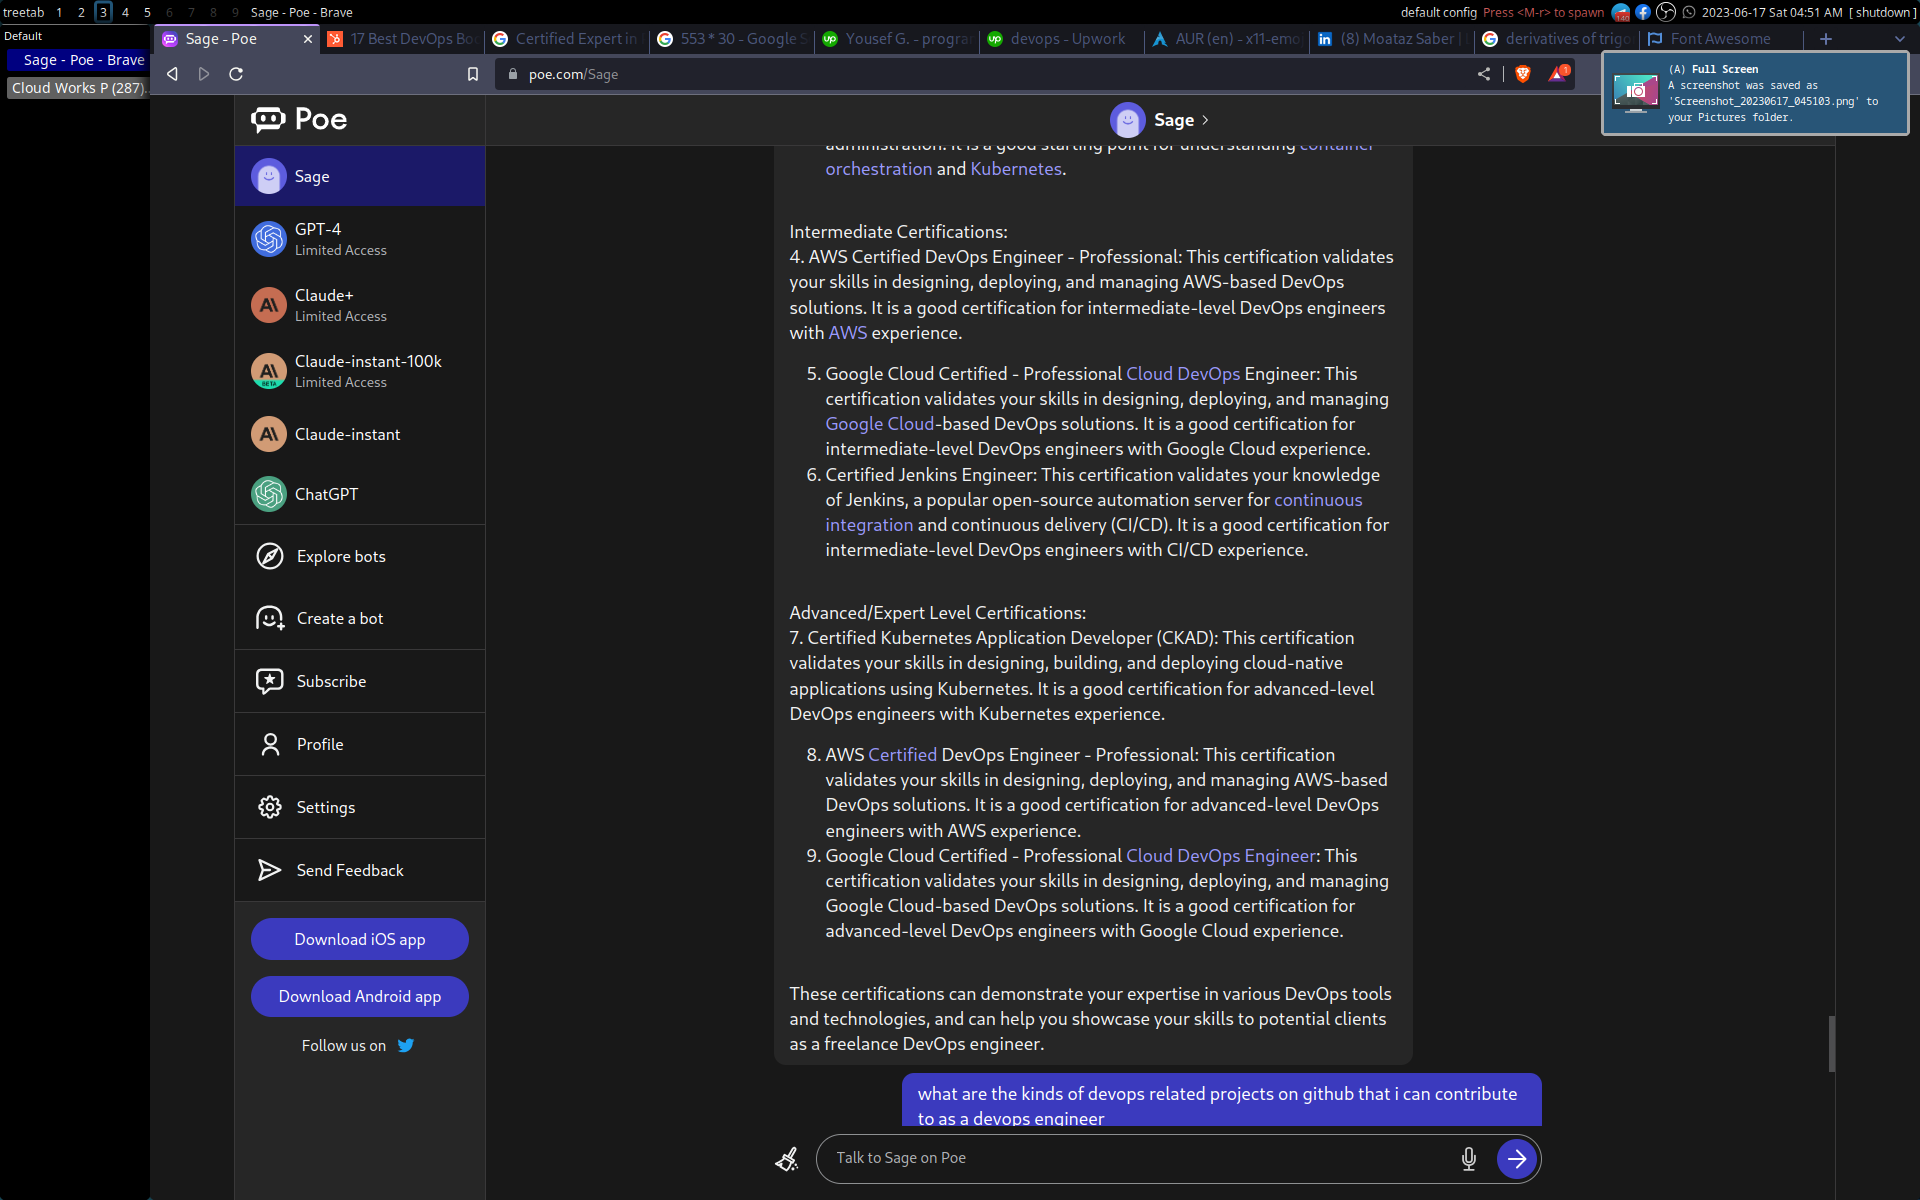 treetab 1 2 3 4 5 6 7 8 9 Sage - Poe - Brave
default config Press <M-r> to spawn 2023-06-17 Sat 04:51 AM [ shutdown ]
Default
Sage - Poe - Brave
Cloud Works P (287)..
Sage - Poe
17 Best DevOps Bo
Certified Expert in
553 * 30 - Google S
Yousef G. - progra
devops - Upwork
AUR (en) - x11-emo
(8) Moataz Saber |
derivatives of trigo
Font Awesome
poe.com/Sage
1
(A) Full Screen
A screenshot was saved as
'Screenshot_20230617_045103.png' to
your Pictures folder.
Poe
Sage
Sage
GPT-4
Limited Access
Claude+
Limited Access
Claude-instant-100k
Limited Access
BETA
Claude-instant
ChatGPT
Explore bots
Create a bot
Subscribe
Profile
Settings
Send Feedback
Download iOS app
Download Android app
Follow us on
administration. It is a good starting point for understanding container
orchestration and Kubernetes.
Intermediate Certifications:
4. AWS Certified DevOps Engineer - Professional: This certification validates
your skills in designing, deploying, and managing AWS-based DevOps
solutions. It is a good certification for intermediate-level DevOps engineers
with AWS experience.
5. Google Cloud Certified - Professional Cloud DevOps Engineer: This
certification validates your skills in designing, deploying, and managing
Google Cloud-based DevOps solutions. It is a good certification for
intermediate-level DevOps engineers with Google Cloud experience.
6. Certified Jenkins Engineer: This certification validates your knowledge
of Jenkins, a popular open-source automation server for continuous
integration and continuous delivery (CI/CD). It is a good certification for
intermediate-level DevOps engineers with CI/CD experience.
Advanced/Expert Level Certifications:
7. Certified Kubernetes Application Developer (CKAD): This certification
validates your skills in designing, building, and deploying cloud-native
applications using Kubernetes. It is a good certification for advanced-level
DevOps engineers with Kubernetes experience.
8. AWS Certified DevOps Engineer - Professional: This certification
validates your skills in designing, deploying, and managing AWS-based
DevOps solutions. It is a good certification for advanced-level DevOps
engineers with AWS experience.
9. Google Cloud Certified - Professional Cloud DevOps Engineer: This
certification validates your skills in designing, deploying, and managing
Google Cloud-based DevOps solutions. It is a good certification for
advanced-level DevOps engineers with Google Cloud experience.
These certifications can demonstrate your expertise in various DevOps tools
and technologies, and can help you showcase your skills to potential clients
as a freelance DevOps engineer.
what are the kinds of devops related projects on github that i can contribute
to as a devops engineer
Talk to Sage on Poe